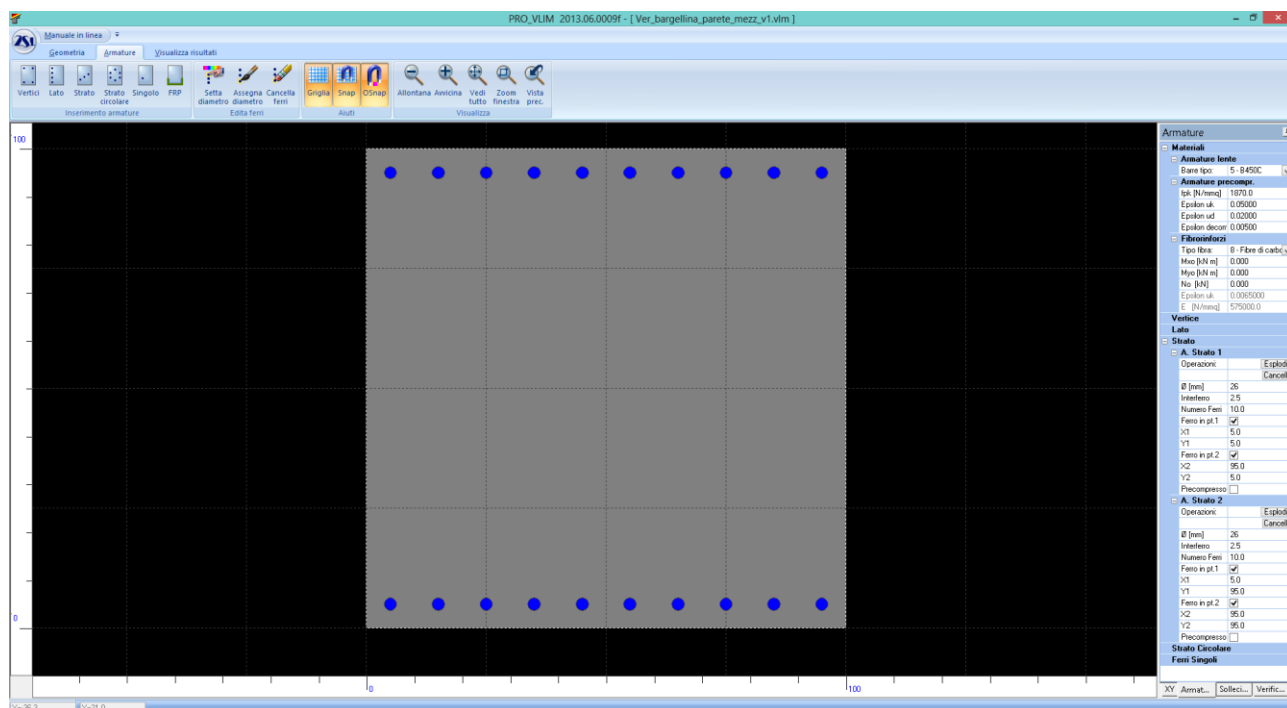 PRO_VLIM 2013.06.0009f - [ Ver_bargellina_parete_mezz_v1.vlm ]
2SI
Manuale in linea
Geometria Armature Visualizza risultati
Vertici Lato Strato Strato circolare Singolo FRP
Setta diametro Assegna diametro Cancella ferri
Griglia Snap OSnap
Allontana Avvicina Vedi tutto Zoom finestra Vista prec.
Inserimento armature Edita ferri Aiuti Visualizza
100
0
0 100
Armature
Materiali
Armature lente
Barre tipo: 5 - B450C
Armature precompr.
fpk [N/mmq] 1870.0
Epsilon uk 0.05000
Epsilon ud 0.02000
Epsilon decom 0.00500
Fibrorinforzi
Tipo fibra: 8 - Fibre di carbo
Mxo [kN m] 0.000
Myo [kN m] 0.000
No [kN] 0.000
Epsilon uk 0.0065000
E [N/mmq] 575000.0
Vertice
Lato
Strato
A. Strato 1
Operazioni: Esplodi
Cancell
Ø [mm] 26
Interferro 2.5
Numero Ferri 10.0
Ferro in pt.1
X1 5.0
Y1 5.0
Ferro in pt.2
X2 95.0
Y2 5.0
Precompresso
A. Strato 2
Operazioni: Esplodi
Cancell
Ø [mm] 26
Interferro 2.5
Numero Ferri 10.0
Ferro in pt.1
X1 5.0
Y1 95.0
Ferro in pt.2
X2 95.0
Y2 95.0
Precompresso
Strato Circolare
Ferri Singoli
XY Armat... Solleci... Verific...